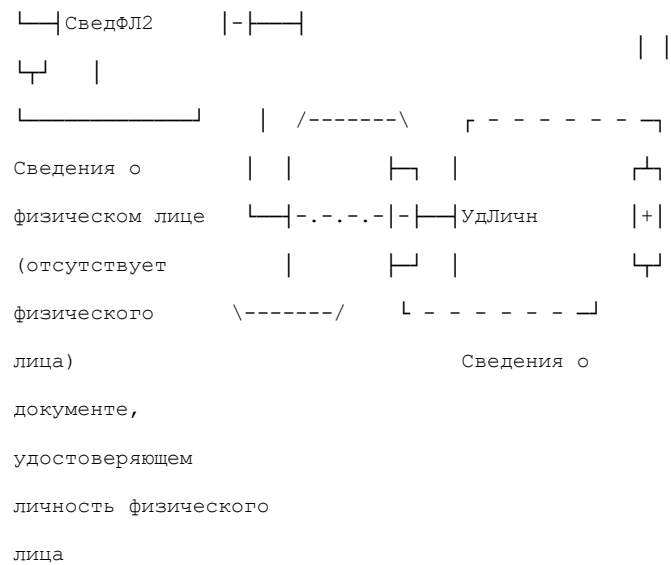 └──┤СведФЛ2 │-├───┤
│ │
└┬┘ │
└─────────────┘ │ /-------\ ┌ - - - - - - ─┐
Сведения о │ │ ├─┐ │ ┌┴┐
физическом лице └──┤-.-.-.-│-├──┤УдЛичн │+│
(отсутствует │ ├─┘ │ └┬┘
физического \-------/ └ - - - - - - ─┘
лица) Сведения о
документе,
удостоверяющем
личность физического
лица